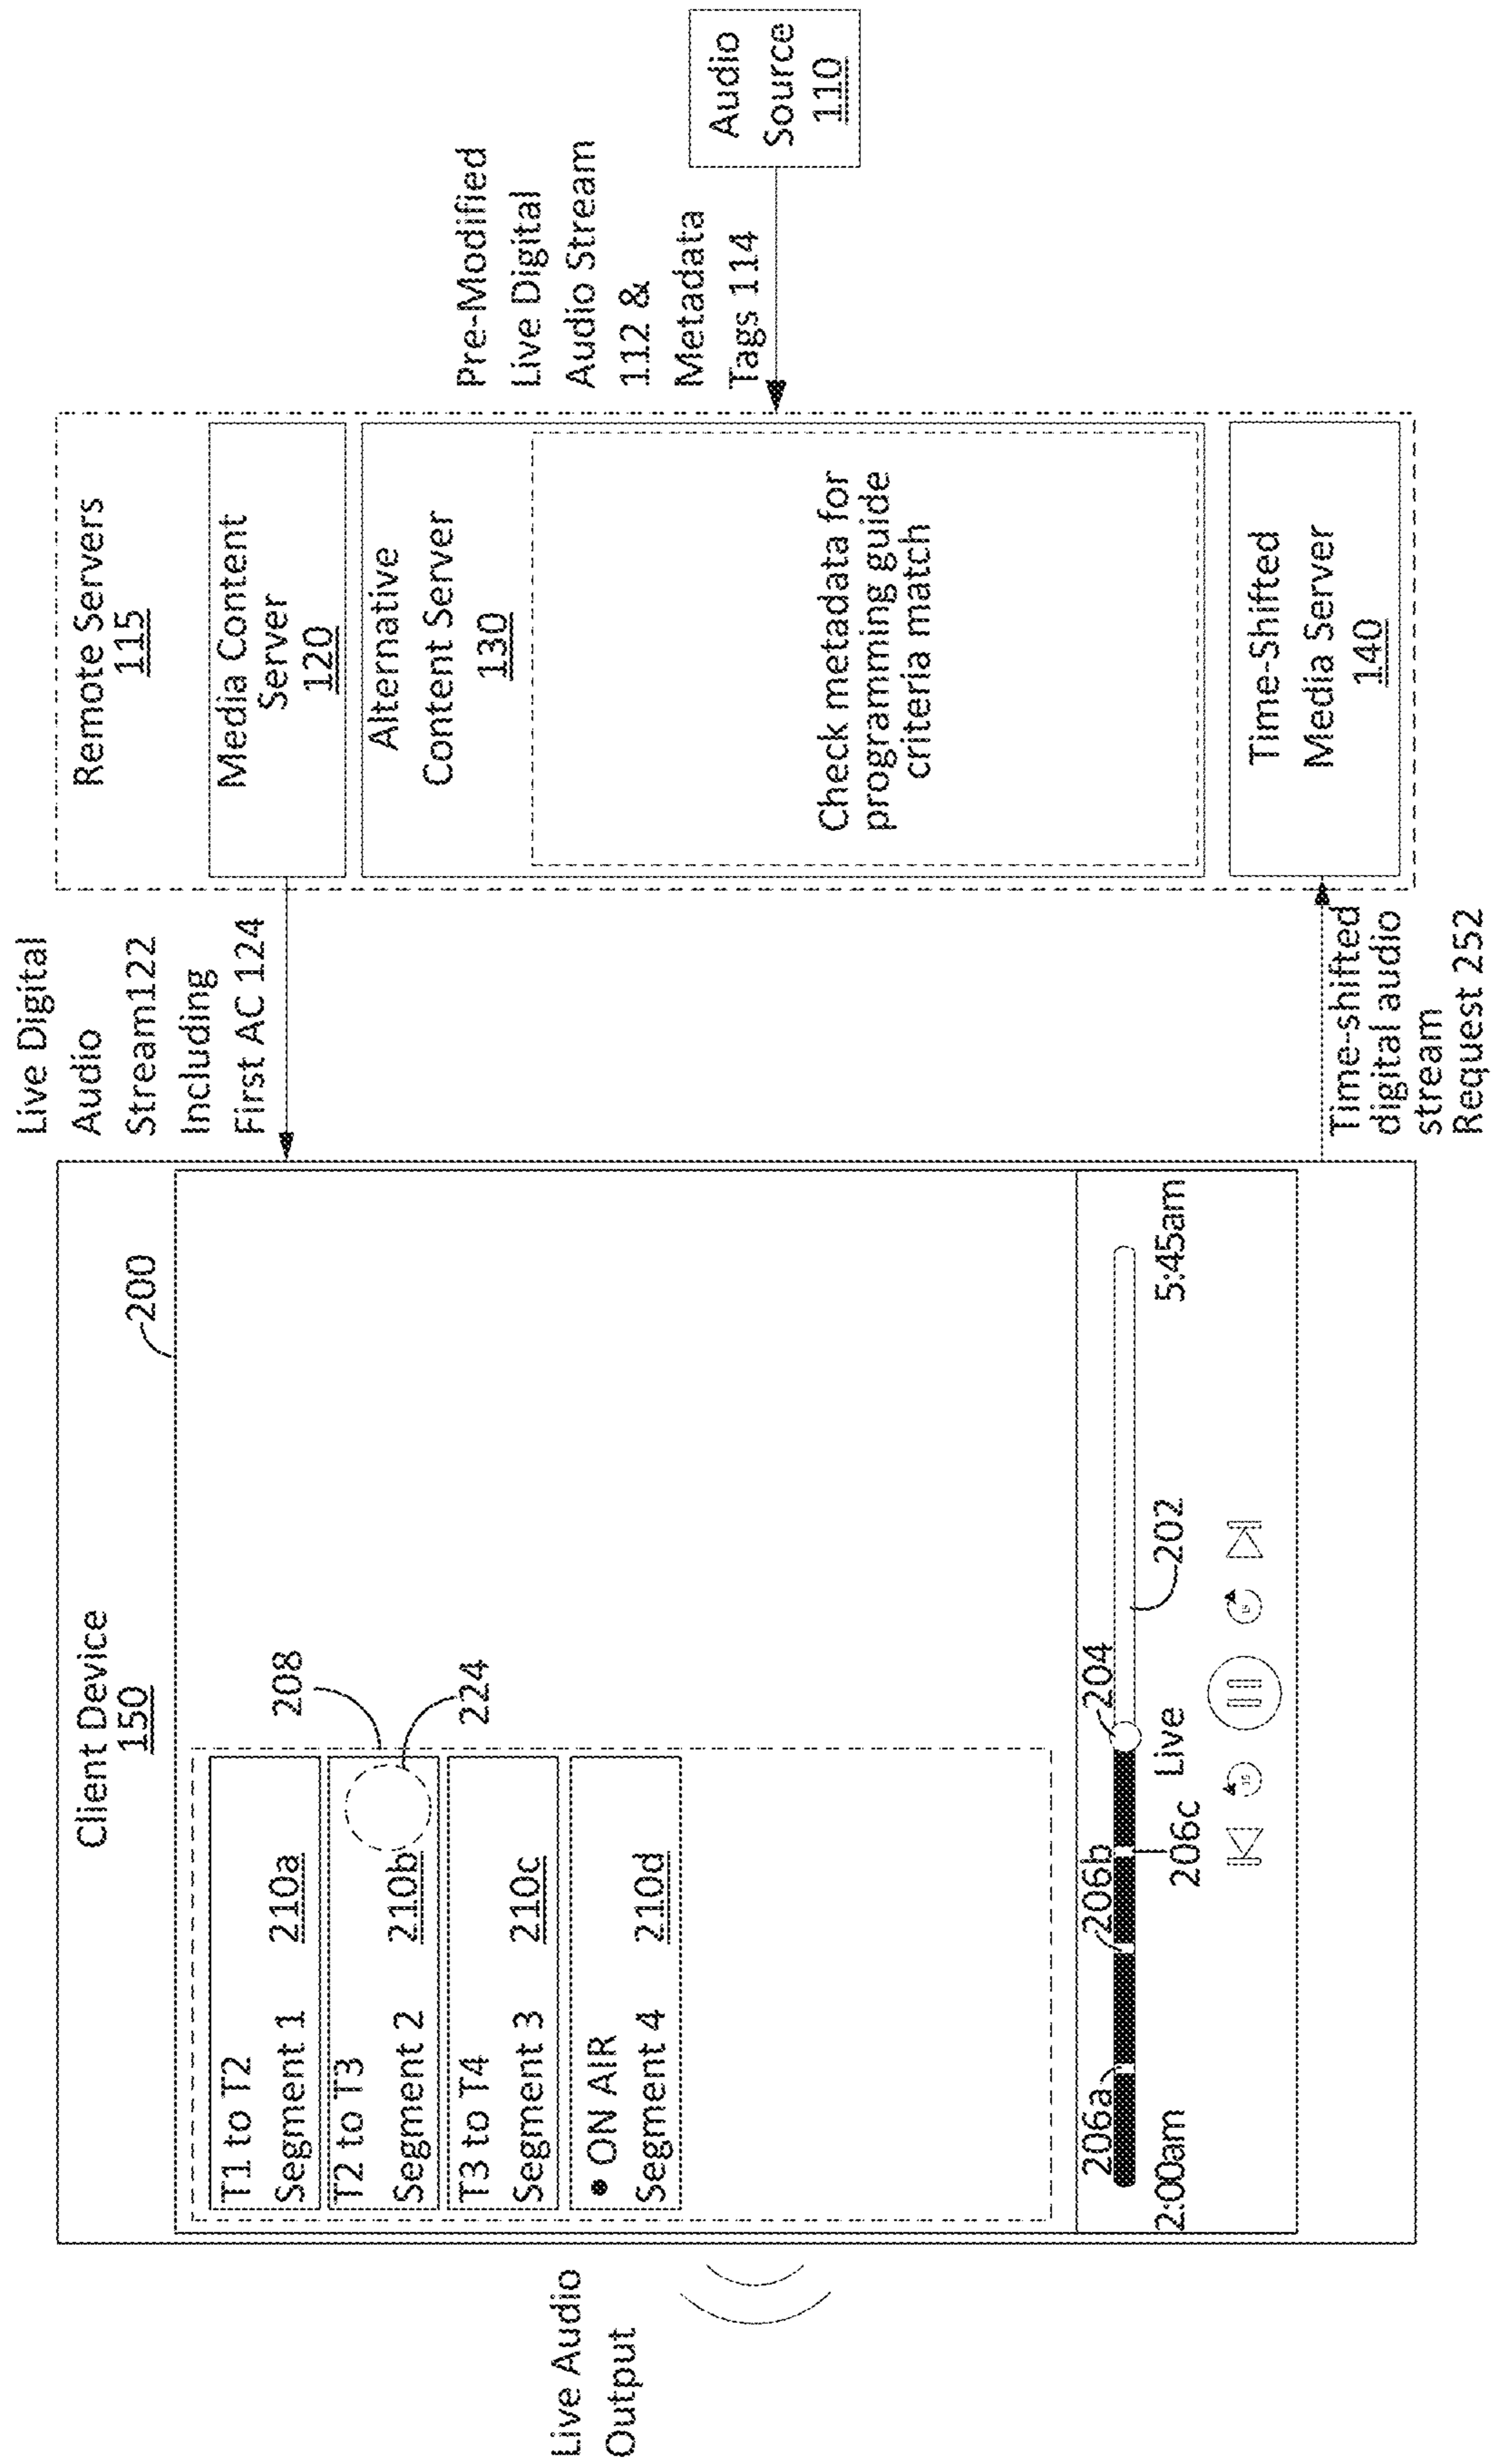 Live Audio
Output
Client Device
150
200
T1 to T2
Segment 1 210a
T2 to T3
Segment 2 210b
T3 to T4
Segment 3 210c
• ON AIR
Segment 4 210d
208
224
206a
206b
204
2:00am
206c
Live
202
5:45am
Live Digital
Audio
Stream122
Including
First AC 124
Time-shifted
digital audio
stream
Request 252
Remote Servers
115
Media Content
Server
120
Alternative
Content Server
130
Check metadata for
programming guide
criteria match
Time-Shifted
Media Server
140
Pre-Modified
Live Digital
Audio Stream
112 &
Metadata
Tags 114
Audio
Source
110